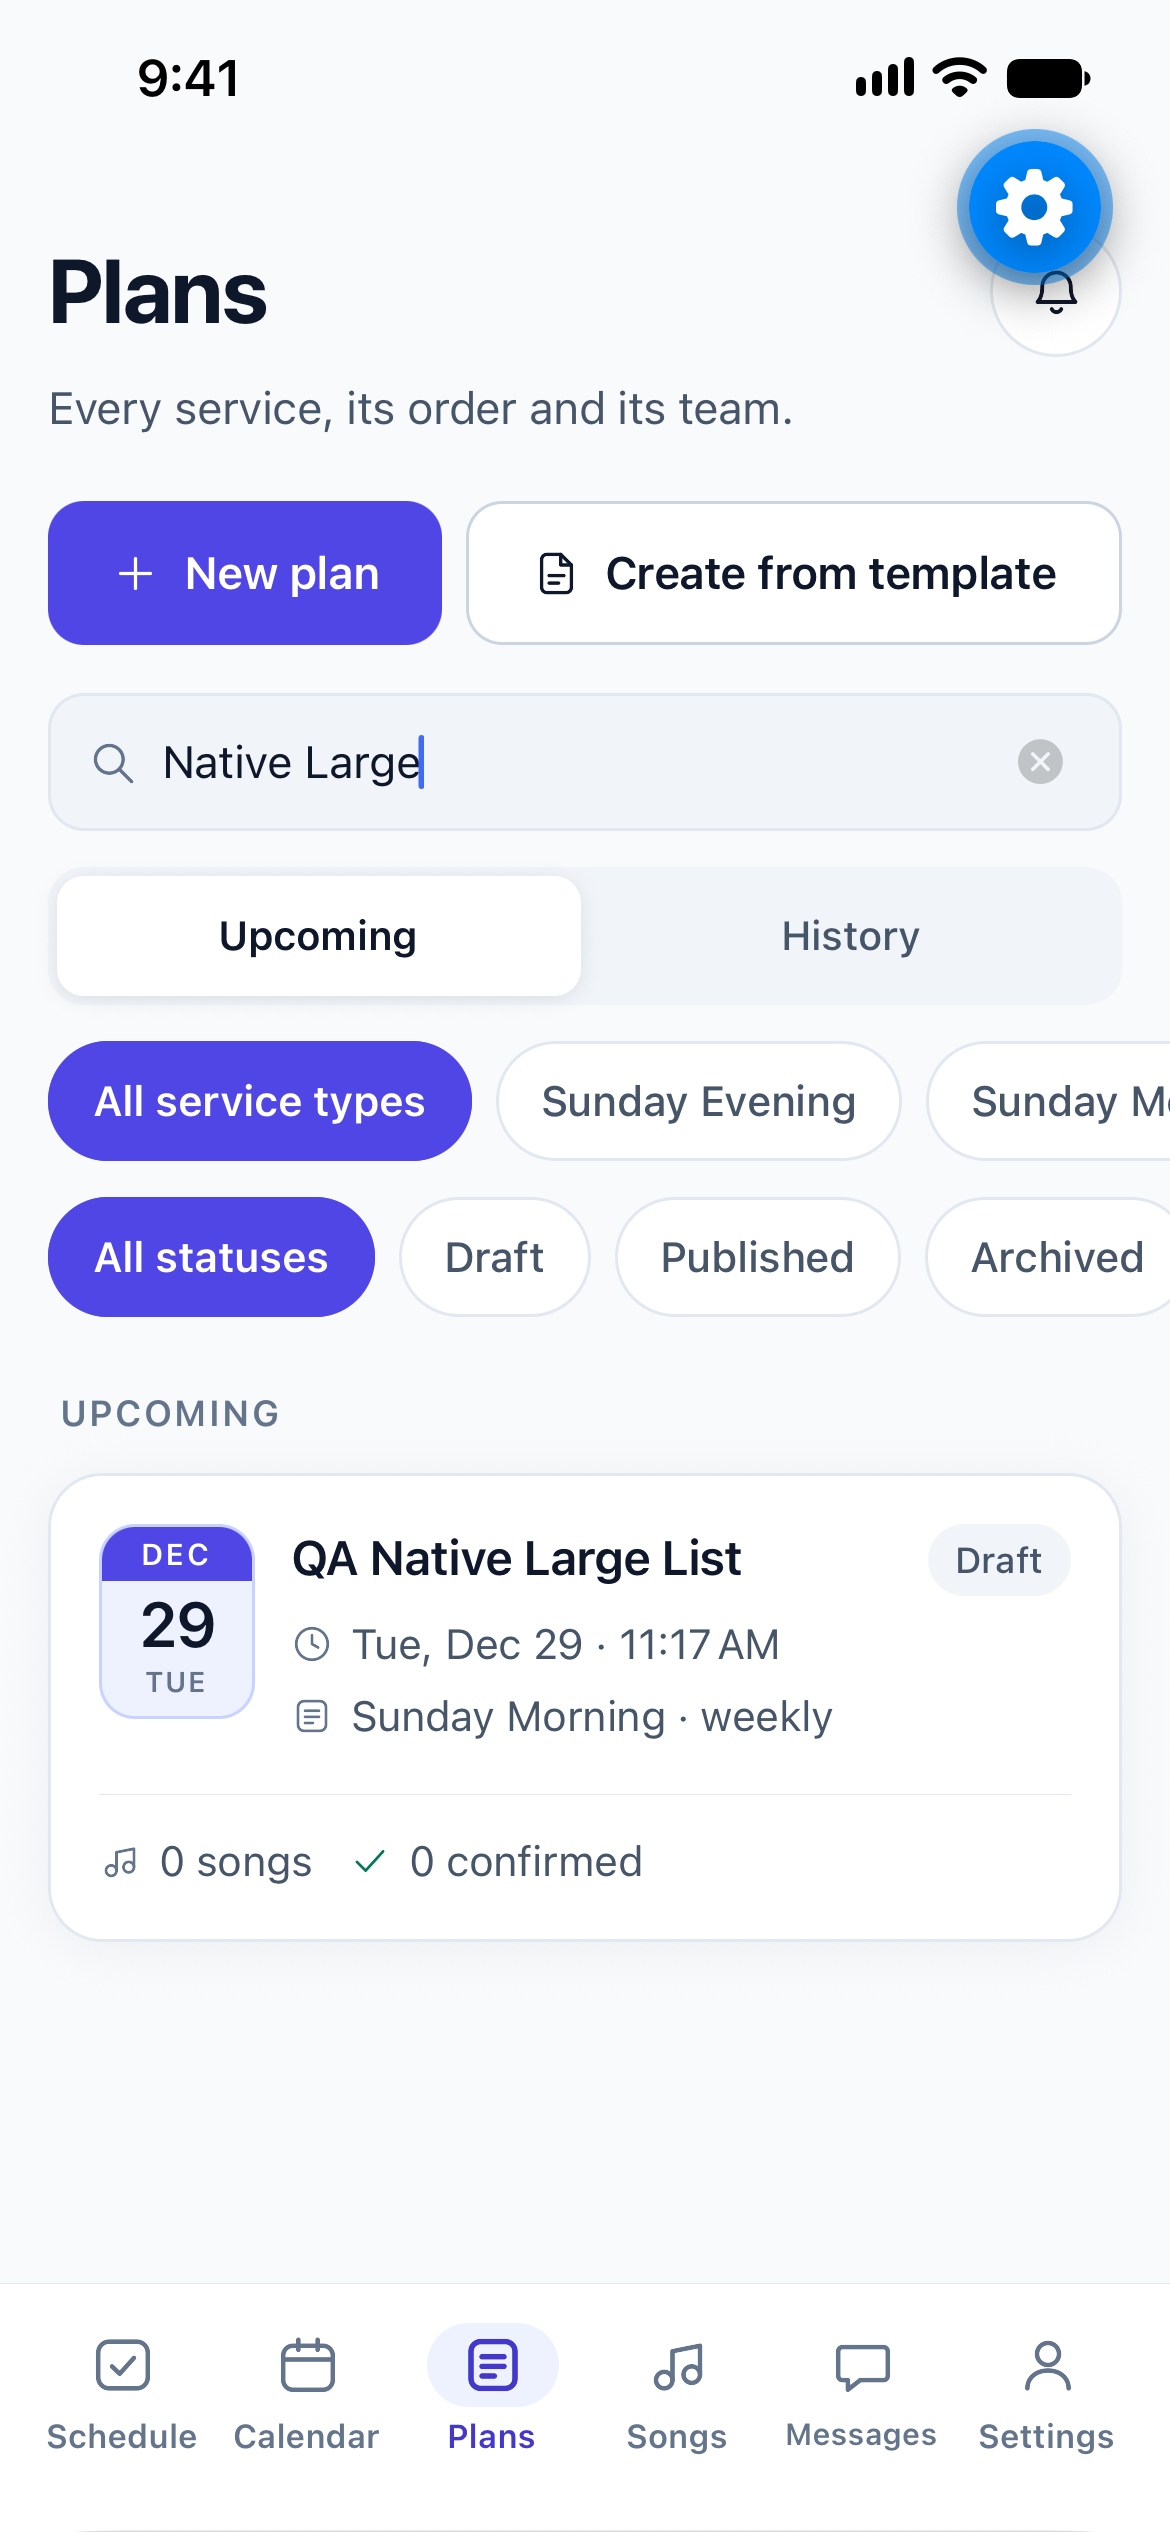 9:41
Plans
Every service, its order and its team.
New plan
Create from template
Native Large
Upcoming
History
All service types
Sunday Evening
Sunday
All statuses
Draft
Published
Archived
UPCOMING
DEC
29
TUE
QA Native Large List
Draft
Tue, Dec 29 · 11:17 AM
Sunday Morning · weekly
0 songs
0 confirmed
Schedule
Calendar
Plans
Songs
Messages
Settings